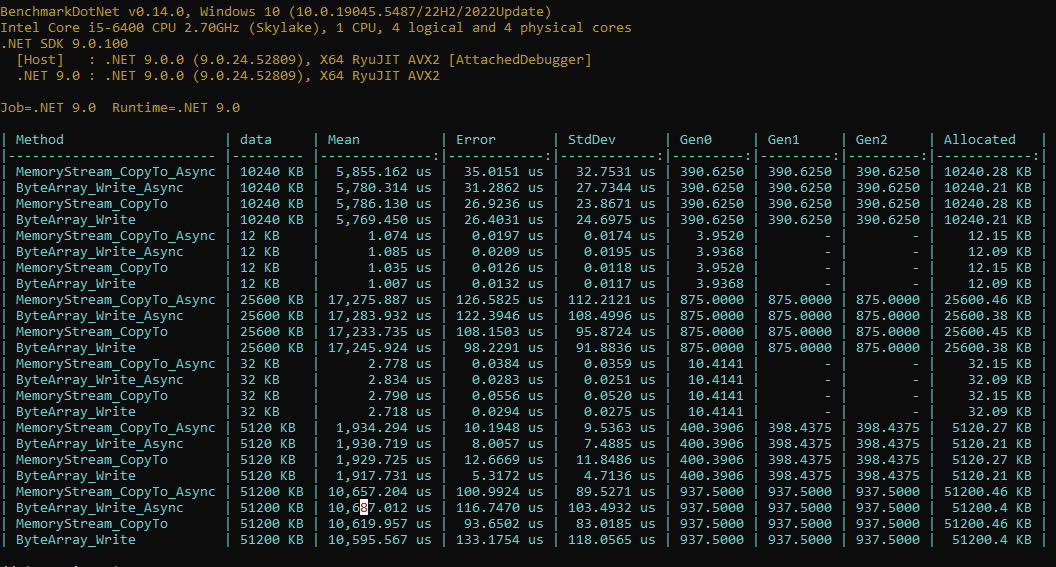 BenchmarkDotNet v0.14.0, Windows 10 (10.0.19045.5487/22H2/2022Update)
Intel Core i5-6400 CPU 2.70GHz (Skylake), 1 CPU, 4 logical and 4 physical cores
.NET SDK 9.0.100
  [Host]   : .NET 9.0.0 (9.0.24.52809), X64 RyuJIT AVX2 [AttachedDebugger]
  .NET 9.0 : .NET 9.0.0 (9.0.24.52809), X64 RyuJIT AVX2
Job=.NET 9.0  Runtime=.NET 9.0
| Method                   | data     | Mean          | Error       | StdDev      | Gen0     | Gen1     | Gen2     | Allocated   |
|------------------------- |--------- |--------------:|------------:|------------:|---------:|---------:|---------:|------------:|
| MemoryStream_CopyTo_Async | 10240 KB | 5,855.162 us | 35.0151 us | 32.7531 us | 390.6250 | 390.6250 | 390.6250 | 10240.28 KB |
| ByteArray_Write_Async | 10240 KB | 5,780.314 us | 31.2862 us | 27.7344 us | 390.6250 | 390.6250 | 390.6250 | 10240.21 KB |
| MemoryStream_CopyTo | 10240 KB | 5,786.130 us | 26.9236 us | 23.8671 us | 390.6250 | 390.6250 | 390.6250 | 10240.28 KB |
| ByteArray_Write | 10240 KB | 5,769.450 us | 26.4031 us | 24.6975 us | 390.6250 | 390.6250 | 390.6250 | 10240.21 KB |
| MemoryStream_CopyTo_Async | 12 KB | 1.074 us | 0.0197 us | 0.0174 us | 3.9520 | - | - | 12.15 KB |
| ByteArray_Write_Async | 12 KB | 1.085 us | 0.0209 us | 0.0195 us | 3.9368 | - | - | 12.09 KB |
| MemoryStream_CopyTo | 12 KB | 1.035 us | 0.0126 us | 0.0118 us | 3.9520 | - | - | 12.15 KB |
| ByteArray_Write | 12 KB | 1.007 us | 0.0132 us | 0.0117 us | 3.9368 | - | - | 12.09 KB |
| MemoryStream_CopyTo_Async | 25600 KB | 17,275.887 us | 126.5825 us | 112.2121 us | 875.0000 | 875.0000 | 875.0000 | 25600.46 KB |
| ByteArray_Write_Async | 25600 KB | 17,283.932 us | 122.3946 us | 108.4996 us | 875.0000 | 875.0000 | 875.0000 | 25600.38 KB |
| MemoryStream_CopyTo | 25600 KB | 17,233.735 us | 108.1503 us | 95.8724 us | 875.0000 | 875.0000 | 875.0000 | 25600.45 KB |
| ByteArray_Write | 25600 KB | 17,245.924 us | 98.2291 us | 91.8836 us | 875.0000 | 875.0000 | 875.0000 | 25600.38 KB |
| MemoryStream_CopyTo_Async | 32 KB | 2.778 us | 0.0384 us | 0.0359 us | 10.4141 | - | - | 32.15 KB |
| ByteArray_Write_Async | 32 KB | 2.834 us | 0.0283 us | 0.0251 us | 10.4141 | - | - | 32.09 KB |
| MemoryStream_CopyTo | 32 KB | 2.790 us | 0.0556 us | 0.0520 us | 10.4141 | - | - | 32.15 KB |
| ByteArray_Write | 32 KB | 2.718 us | 0.0294 us | 0.0275 us | 10.4141 | - | - | 32.09 KB |
| MemoryStream_CopyTo_Async | 5120 KB | 1,934.294 us | 10.1948 us | 9.5363 us | 400.3906 | 398.4375 | 398.4375 | 5120.27 KB |
| ByteArray_Write_Async | 5120 KB | 1,930.719 us | 8.0057 us | 7.4885 us | 400.3906 | 398.4375 | 398.4375 | 5120.21 KB |
| MemoryStream_CopyTo | 5120 KB | 1,929.725 us | 12.6669 us | 11.8486 us | 400.3906 | 398.4375 | 398.4375 | 5120.27 KB |
| ByteArray_Write | 5120 KB | 1,917.731 us | 5.3172 us | 4.7136 us | 400.3906 | 398.4375 | 398.4375 | 5120.21 KB |
| MemoryStream_CopyTo_Async | 51200 KB | 10,657.204 us | 100.9924 us | 89.5271 us | 937.5000 | 937.5000 | 937.5000 | 51200.46 KB |
| ByteArray_Write_Async | 51200 KB | 10,687.012 us | 116.7470 us | 103.4932 us | 937.5000 | 937.5000 | 937.5000 | 51200.4 KB |
| MemoryStream_CopyTo | 51200 KB | 10,619.957 us | 93.6502 us | 83.0185 us | 937.5000 | 937.5000 | 937.5000 | 51200.46 KB |
| ByteArray_Write | 51200 KB | 10,595.567 us | 133.1754 us | 118.0565 us | 937.5000 | 937.5000 | 937.5000 | 51200.4 KB |